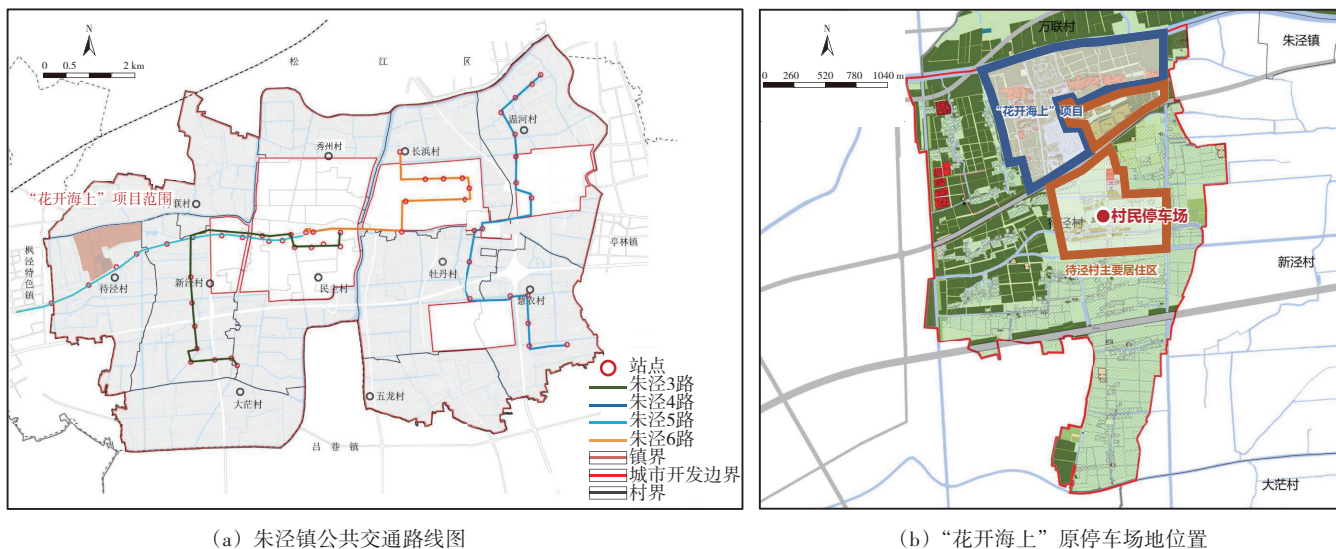 N
0 0.5 2 km
松 江 区
温河村
秀州村
长浜村
“花开海上”项目范围
联村
亭林镇
枫泾特色镇
待泾村
新泾村
民主村
牡丹村
慧农村
大茫村
五龙村
吕巷镇
站点
朱泾3路
朱泾4路
朱泾5路
朱泾6路
镇界
城市开发边界
村界
(a) 朱泾镇公共交通路线图
N
0 260 520 780 1040 m
万联村
朱泾镇
“花开海上”项目
村民停车场
泾村
待泾村主要居住区
新泾村
大茫村
(b) “花开海上”原停车场地位置